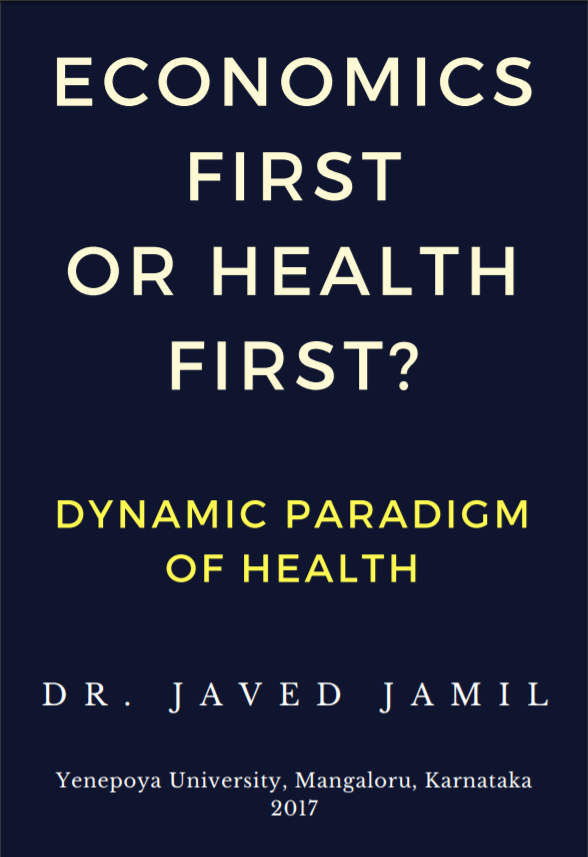 ECONOMICS
FIRST
OR HEALTH
FIRST?
DYNAMIC PARADIGM
OF HEALTH
DR. JAVED JAMIL
Yenepoya University, Mangaloru, Karnataka
2017